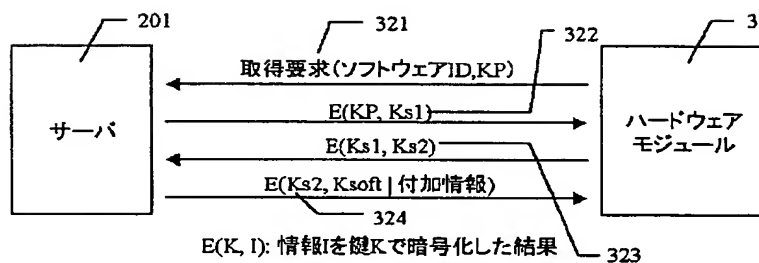 201
321
322
3
取得要求(ソフトウェアID,KP)
E(KP, Ks1)
サーバ
ハードウェア
モジュール
E(Ks1, Ks2)
E(Ks2, Ksoft | 付加情報)
324
323
E(K, I): 情報Iを鍵Kで暗号化した結果